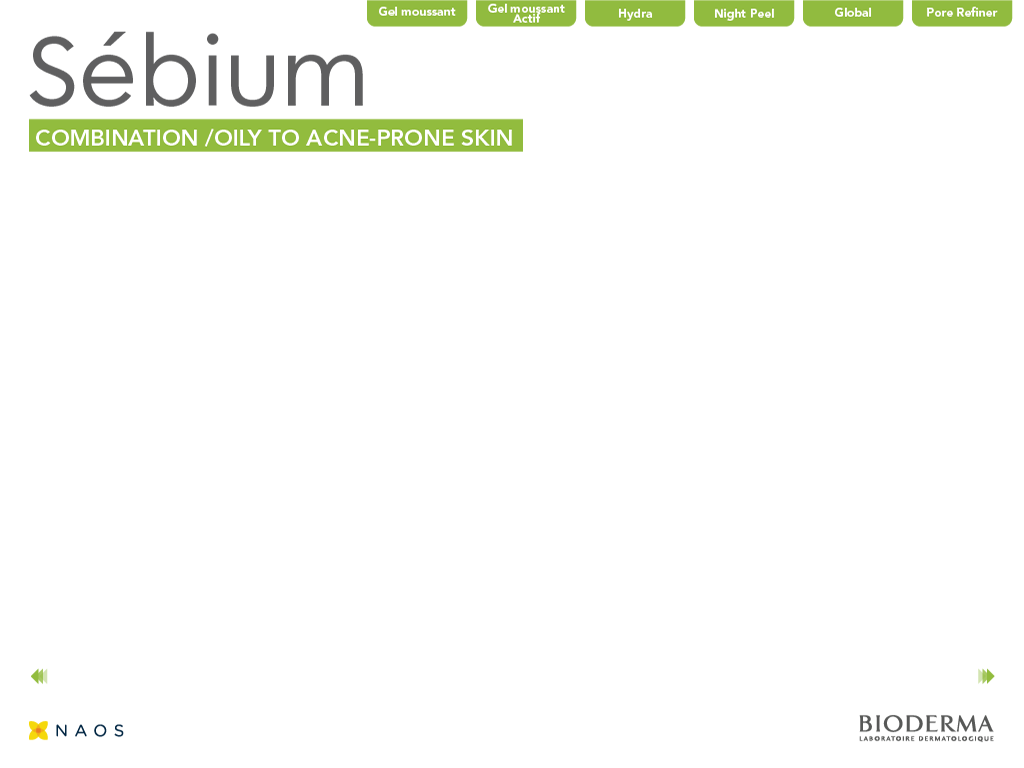 Gel moussant
Gel moussant
Actif
Hydra
Night Peel
Global
Pore Refiner
Sébium
COMBINATION /OILY TO ACNE-PRONE SKIN
NAOS
BIODERMA
LABORATOIRE DERMATOLOGIQUE